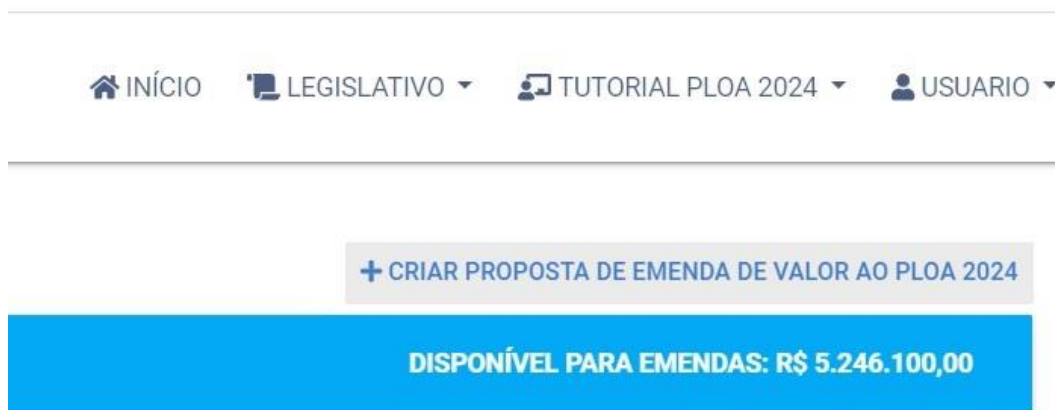 INÍCIO LEGISLATIVO TUTORIAL PLOA 2024 USUARIO
+ CRIAR PROPOSTA DE EMENDA DE VALOR AO PLOA 2024
DISPONÍVEL PARA EMENDAS: R$ 5.246.100,00